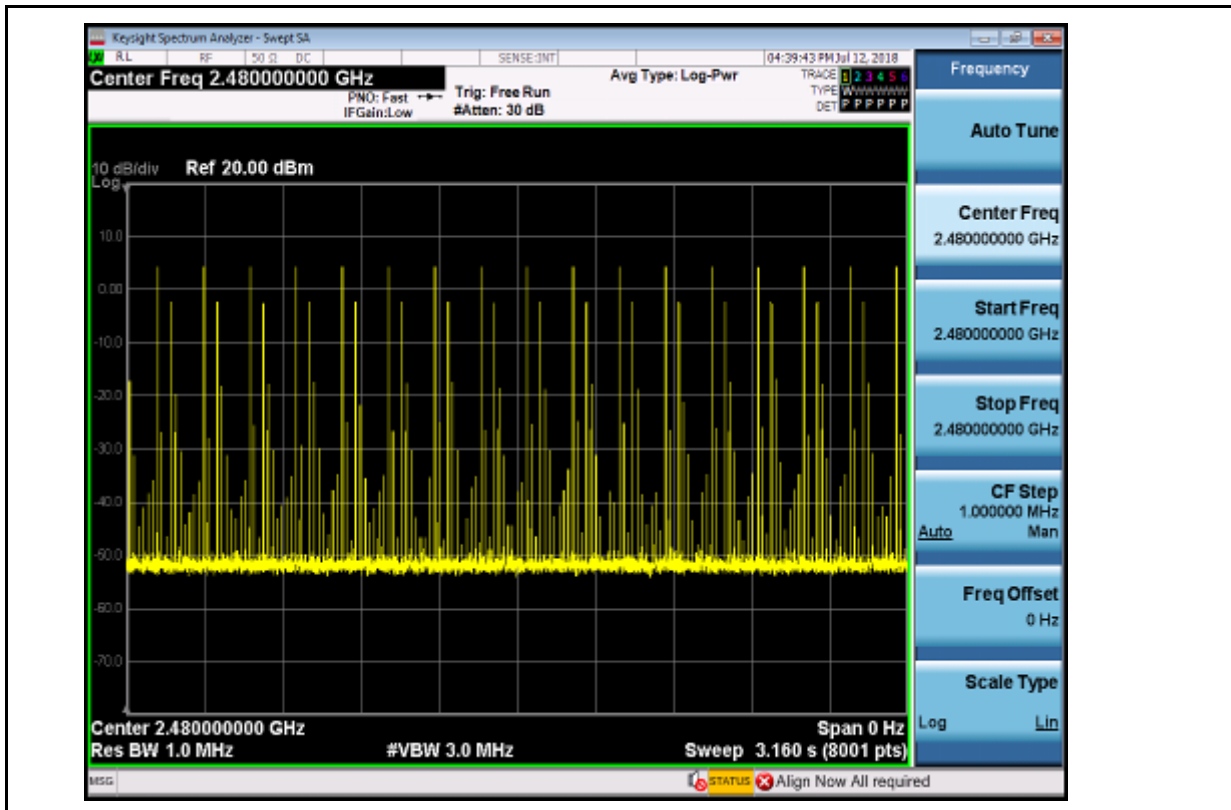 Keysight Spectrum Analyzer - Swept SA
RL RF 50 Ω DC SENSE:INT 04:39:43 PM Jul 12, 2018
Center Freq 2.480000000 GHz
PNO: Fast
IFGain:Low
Trig: Free Run
#Atten: 30 dB
Avg Type: Log-Pwr
TRACE 1 2 3 4 5 6
TYPE WWWWWW
DET P P P P P P
10 dB/div Ref 20.00 dBm
Log
10.0
0.00
-10.0
-20.0
-30.0
-40.0
-50.0
-60.0
-70.0
Center 2.480000000 GHz Span 0 Hz
Res BW 1.0 MHz #VBW 3.0 MHz Sweep 3.160 s (8001 pts)
MSG STATUS Align Now All required
Frequency
Auto Tune
Center Freq
2.480000000 GHz
Start Freq
2.480000000 GHz
Stop Freq
2.480000000 GHz
CF Step
1.000000 MHz
Auto Man
Freq Offset
0 Hz
Scale Type
Log Lin